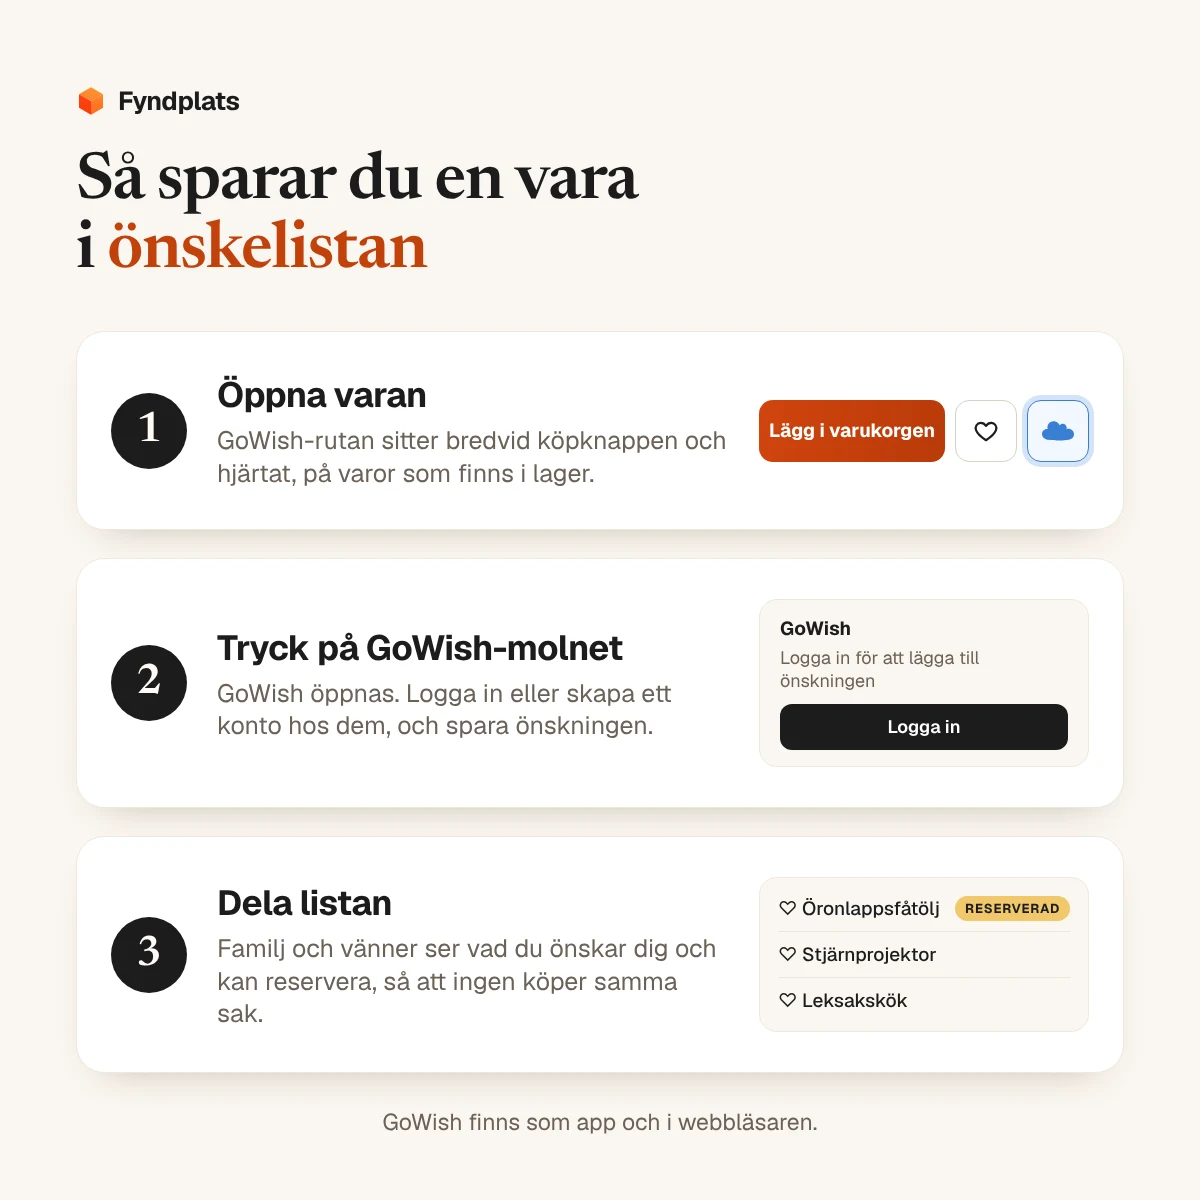 Fyndplats
Så sparar du en vara
i önskelistan
1
Öppna varan
GoWish-rutan sitter bredvid köpknappen och
hjärtat, på varor som finns i lager.
Lägg i varukorgen
2
Tryck på GoWish-molnet
GoWish öppnas. Logga in eller skapa ett
konto hos dem, och spara önskningen.
GoWish
Logga in för att lägga till
önskningen
Logga in
3
Dela listan
Familj och vänner ser vad du önskar dig och
kan reservera, så att ingen köper samma
sak.
Öronlappsfåtölj RESERVERAD
Stjärnprojektor
Leksakskök
GoWish finns som app och i webbläsaren.